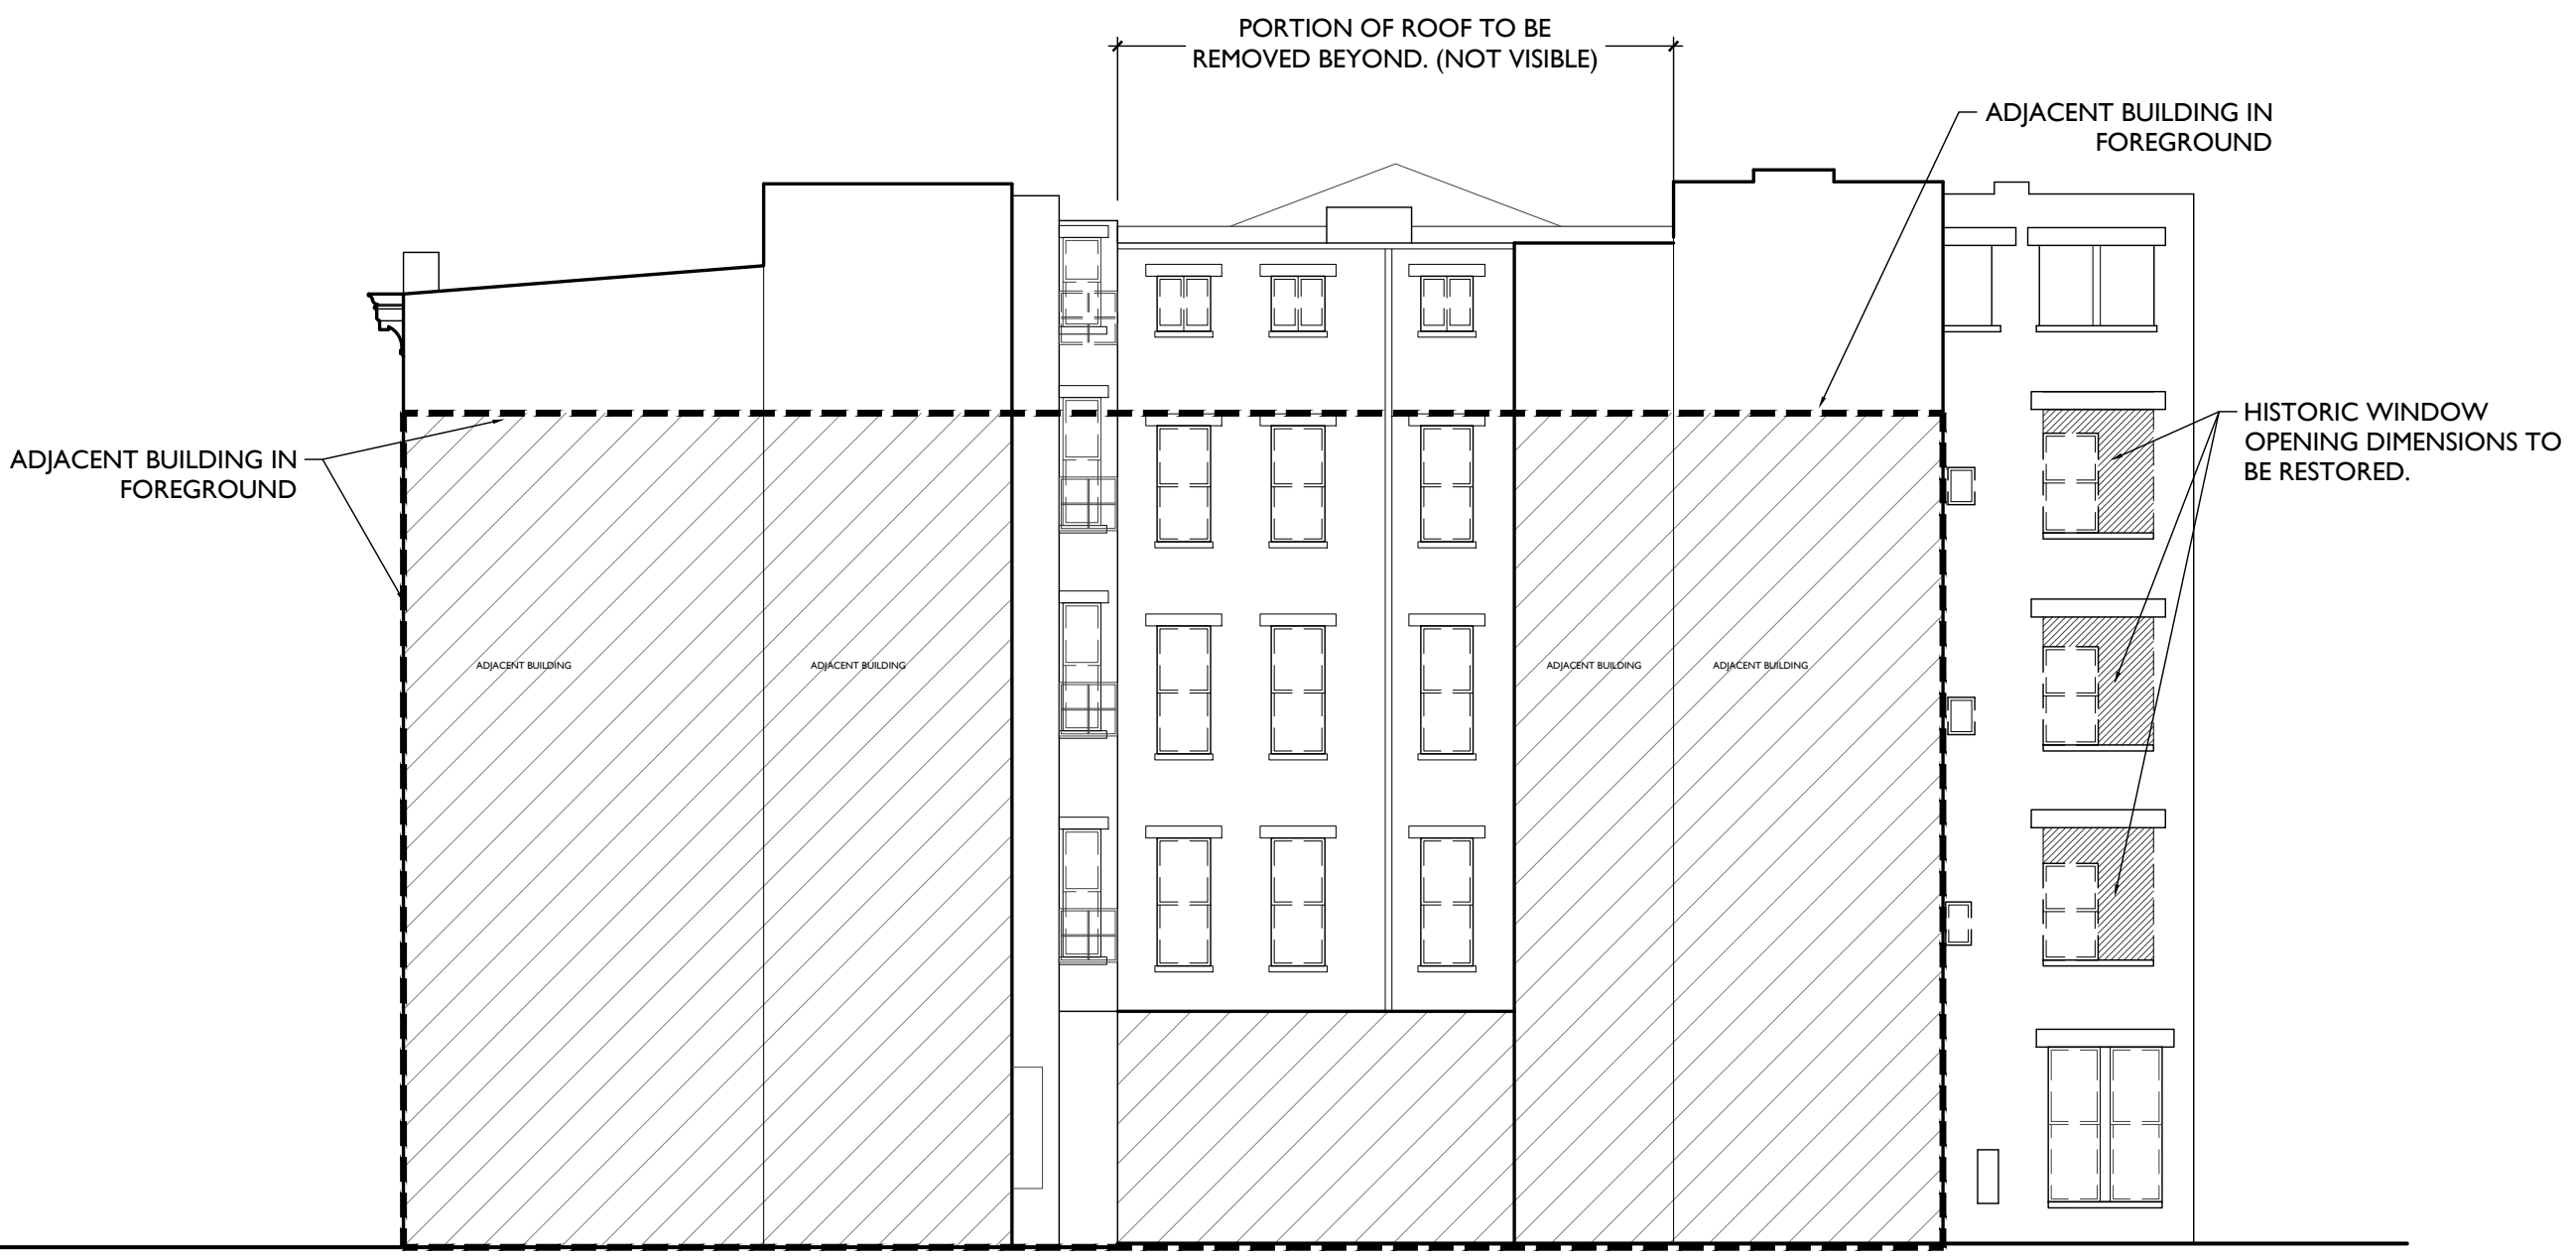 PORTION OF ROOF TO BE
REMOVED BEYOND. (NOT VISIBLE)
ADJACENT BUILDING IN
FOREGROUND
HISTORIC WINDOW
OPENING DIMENSIONS TO
BE RESTORED.
ADJACENT BUILDING IN
FOREGROUND
ADJACENT BUILDING
ADJACENT BUILDING
ADJACENT BUILDING
ADJACENT BUILDING